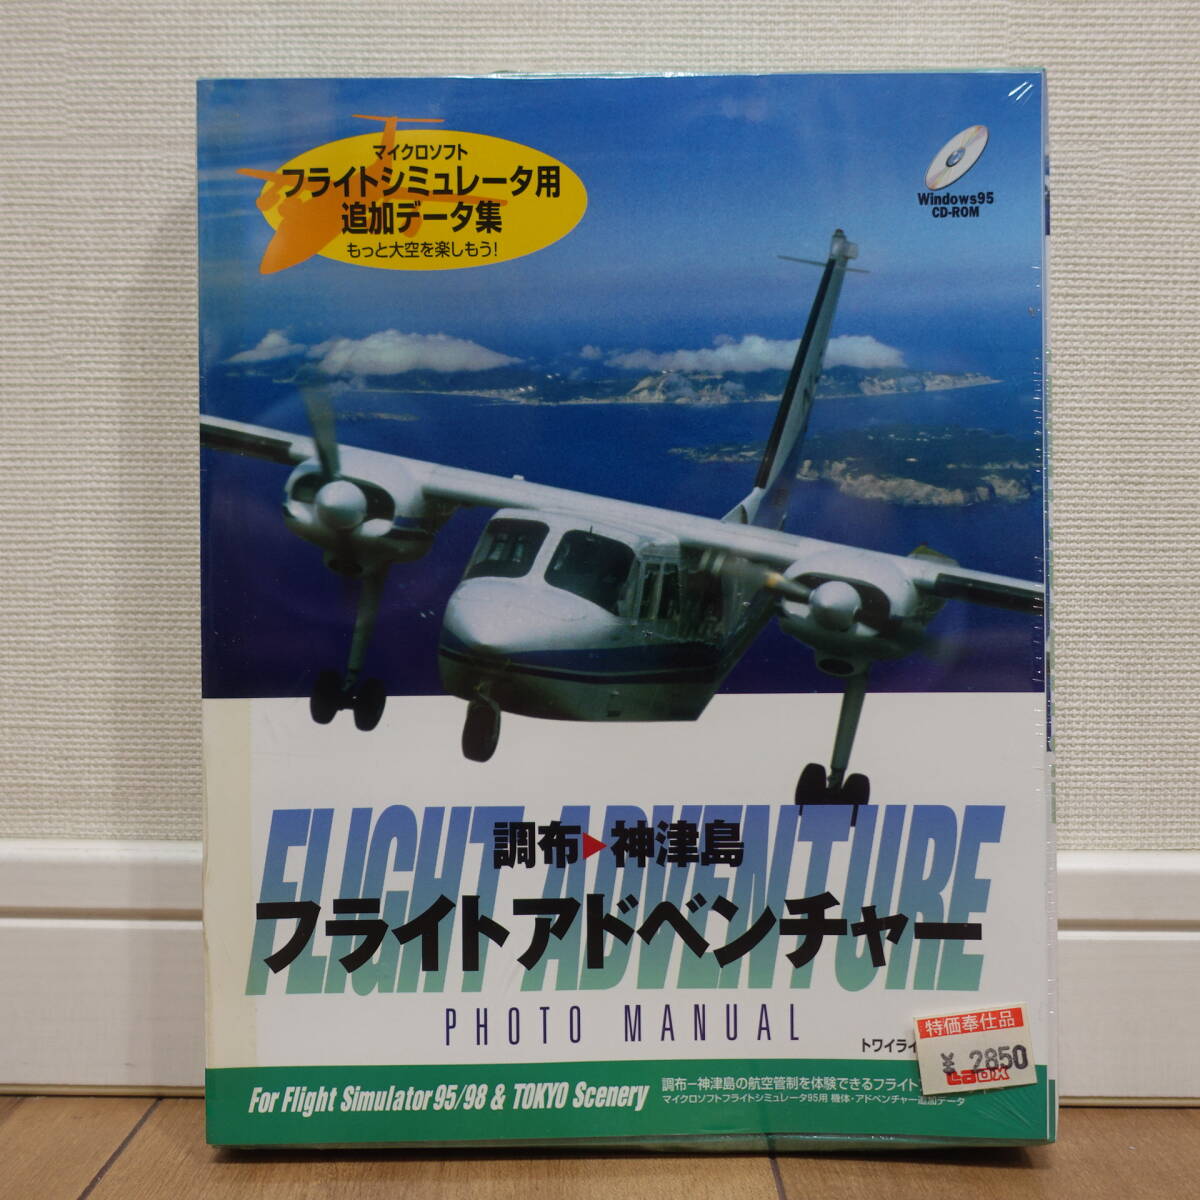 マイクロソフト
フライトシミュレータ用
追加データ集
もっと大空を楽しもう!
Windows95
CD-ROM
FLIGHT ADVENTURE
調布▶神津島
フライトアドベンチャー
PHOTO MANUAL
トワイライ
特価奉仕品
¥ 2850
LaOX
For Flight Simulator 95/98 & TOKYO Scenery
調布－神津島の航空管制を体験できるフライト
マイクロソフトフライトシミュレータ95用 機体・アドベンチャー追加データ